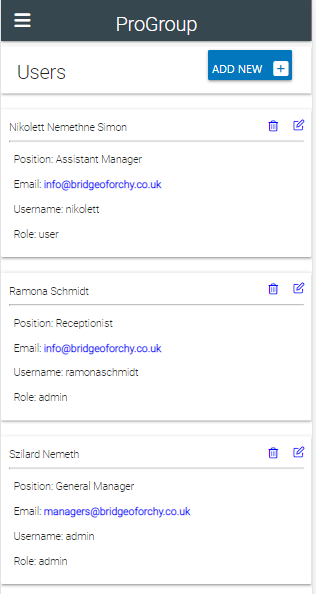 ProGroup
Users
ADD NEW
Nikolett Nemethne Simon
Position: Assistant Manager
Email: info@bridgeoforchy.co.uk
Username: nikolett
Role: user
Ramona Schmidt
Position: Receptionist
Email: info@bridgeoforchy.co.uk
Username: ramonaschmidt
Role: admin
Szilard Nemeth
Position: General Manager
Email: managers@bridgeoforchy.co.uk
Username: admin
Role: admin